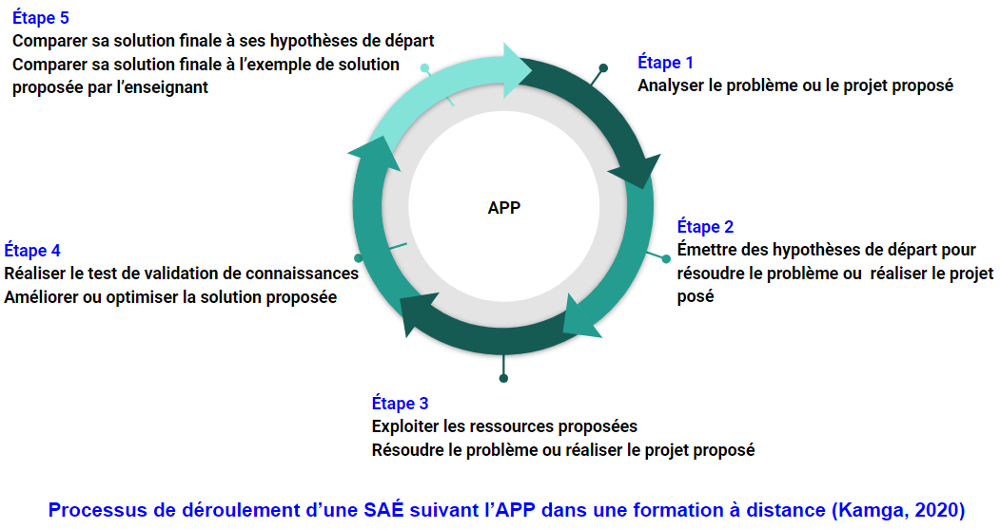 Étape 5
Comparer sa solution finale à ses hypothèses de départ
Comparer sa solution finale à l’exemple de solution
proposée par l’enseignant
Étape 1
Analyser le problème ou le projet proposé
APP
Étape 2
Émettre des hypothèses de départ pour
résoudre le problème ou réaliser le projet
posé
Étape 4
Réaliser le test de validation de connaissances
Améliorer ou optimiser la solution proposée
Étape 3
Exploiter les ressources proposées
Résoudre le problème ou réaliser le projet proposé
Processus de déroulement d’une SAÉ suivant l’APP dans une formation à distance (Kamga, 2020)